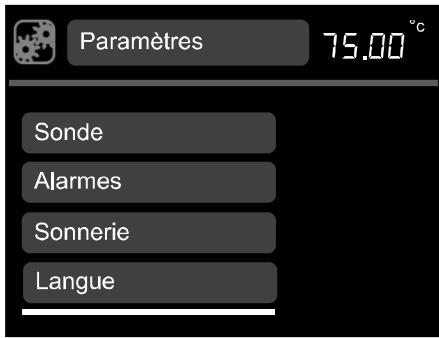 Paramètres 75.00 °c
Sonde
Alarmes
Sonnerie
Langue